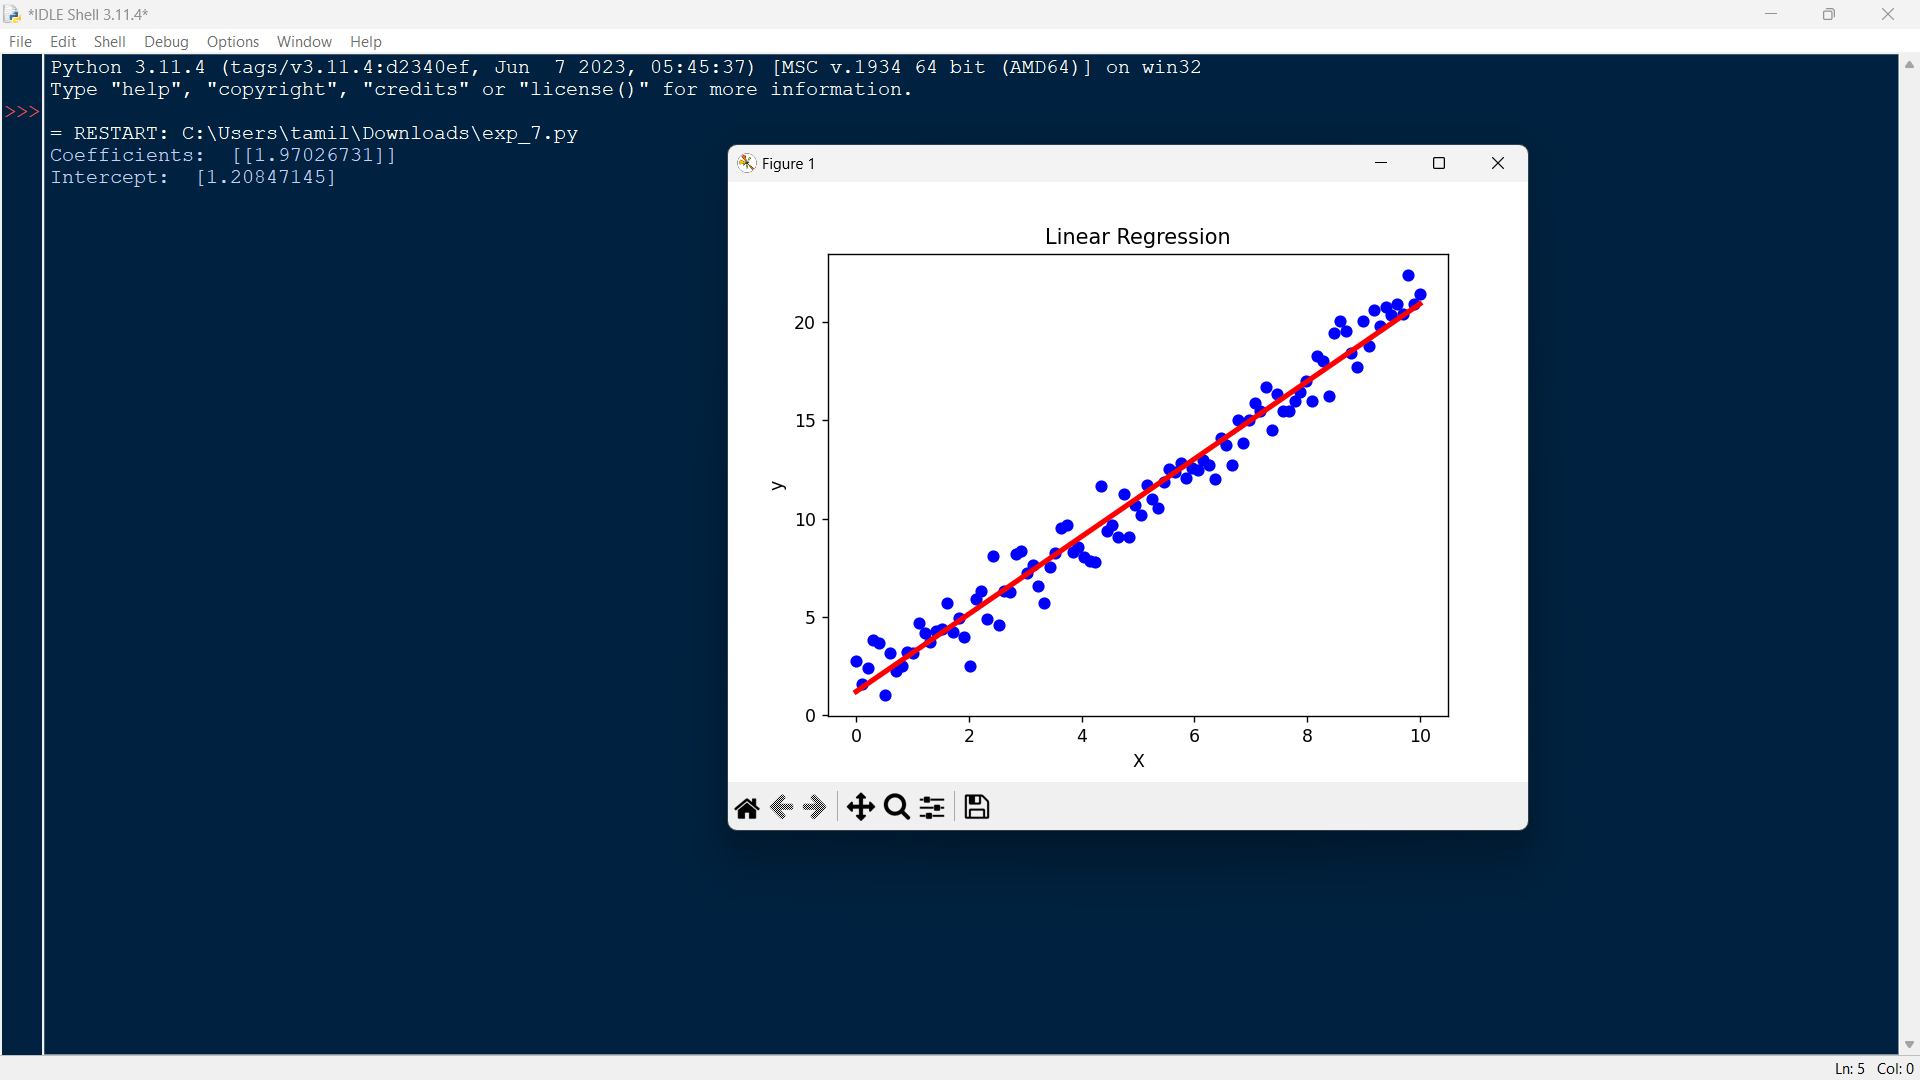 *IDLE Shell 3.11.4*
File Edit Shell Debug Options Window Help
Python 3.11.4 (tags/v3.11.4:d2340ef, Jun  7 2023, 05:45:37) [MSC v.1934 64 bit (AMD64)] on win32
Type "help", "copyright", "credits" or "license()" for more information.
>>>
= RESTART: C:\Users\tamil\Downloads\exp_7.py
Coefficients:  [[1.97026731]]
Intercept:  [1.20847145]
Figure 1
Linear Regression
20
15
10
5
0
y
0 2 4 6 8 10
X
Ln: 5 Col: 0